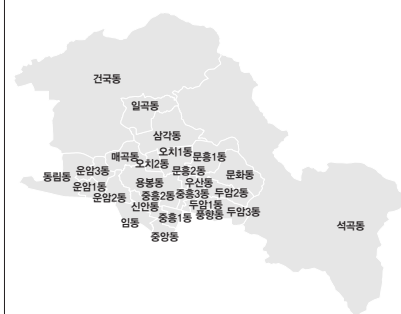 건국동
일곡동
삼각동
매곡동
오치1동
오치2동
문흥1동
문흥2동
문화동
동림동
운암3동
운암1동
운암2동
용봉동
우산동
중흥2동
중흥3동
두암2동
신안동
두암1동
임동
중흥1동
풍향동
두암3동
중앙동
석곡동